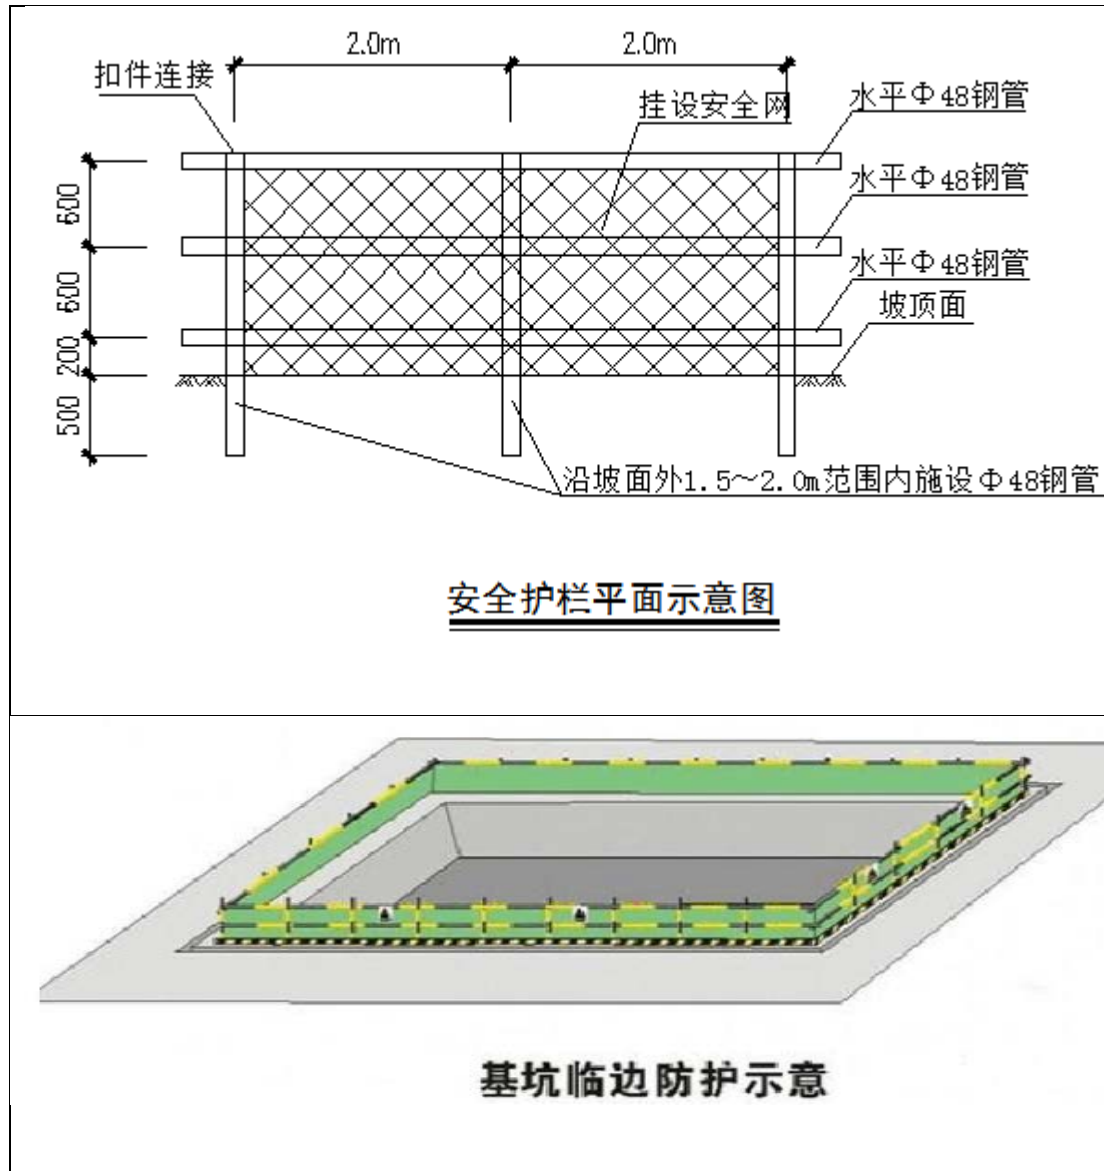 2.0m
2.0m
扣件连接
挂设安全网
水平Φ48钢管
水平Φ48钢管
水平Φ48钢管
坡顶面
600
600
200
500
沿坡面外1.5～2.0m范围内施设Φ48钢管
安全护栏平面示意图
基坑临边防护示意